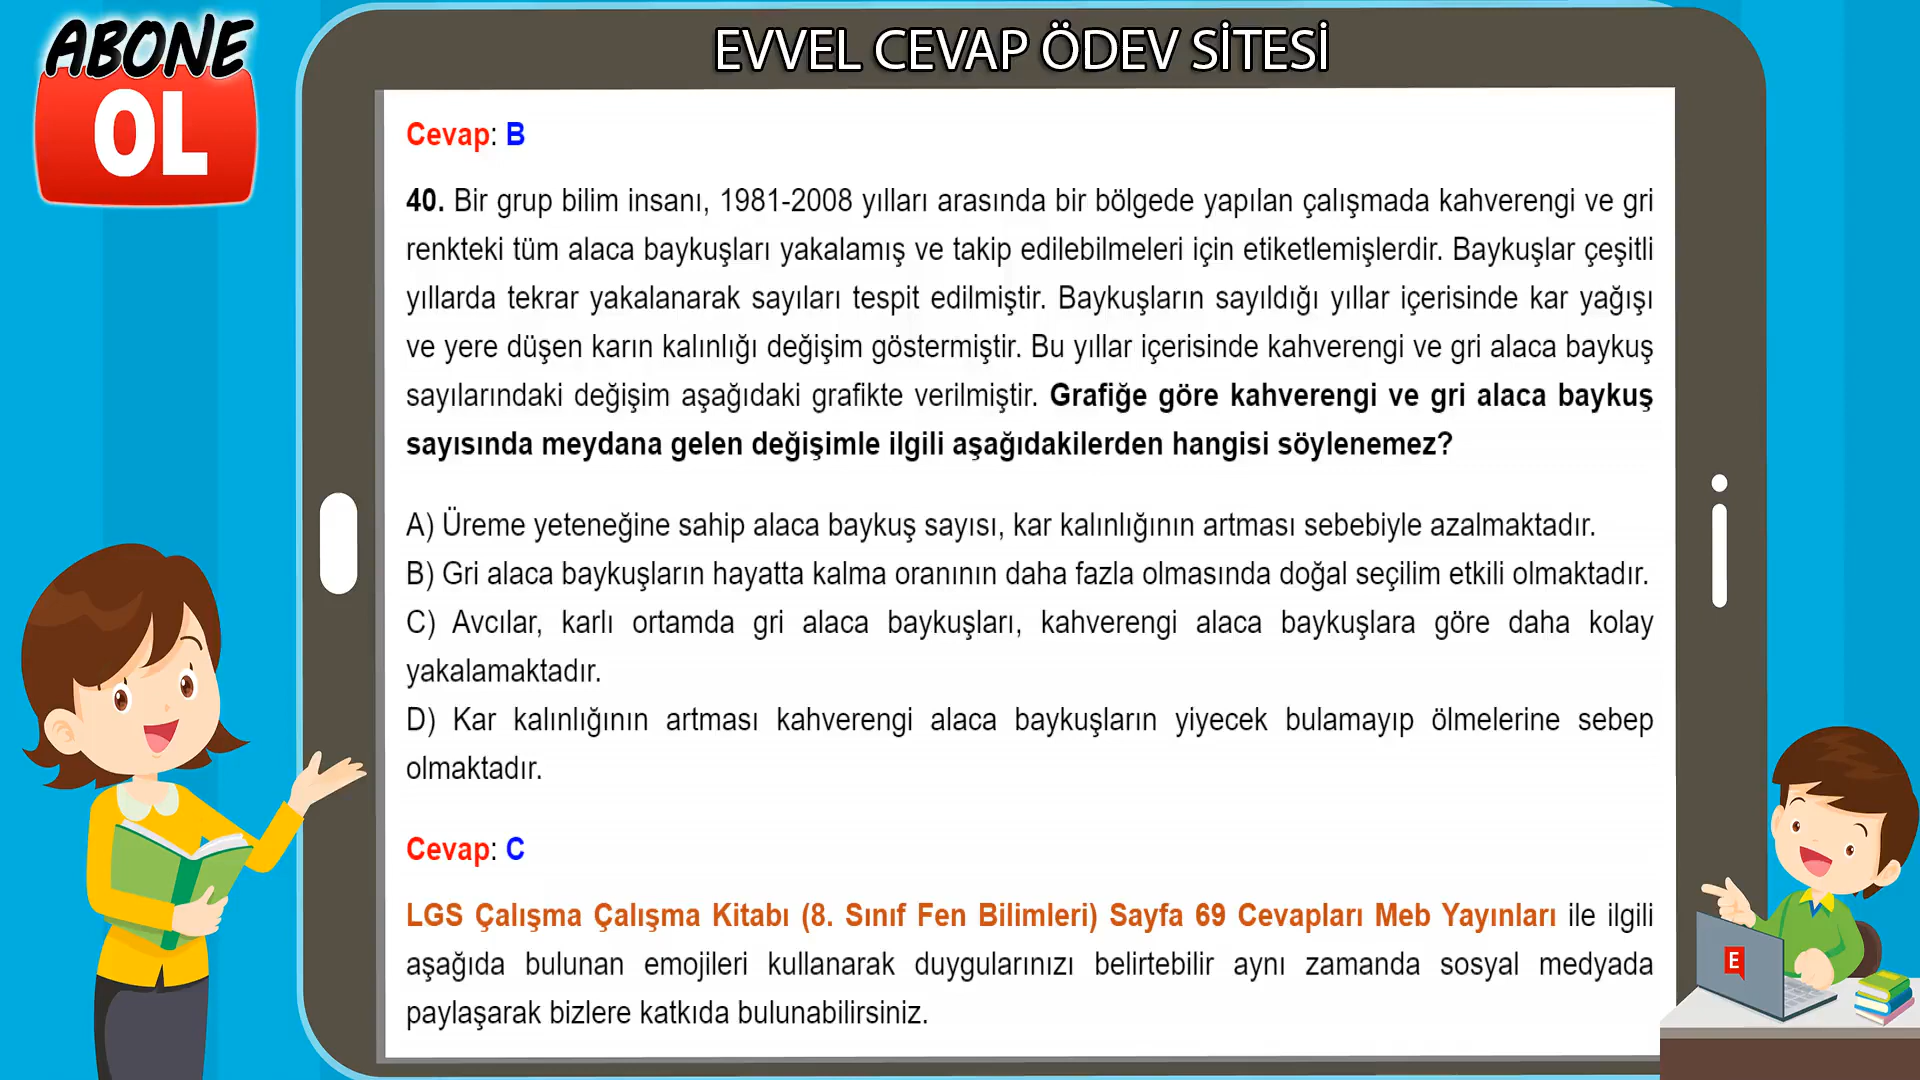 ABONE
OL
EVVEL CEVAP ÖDEV SİTESİ
Cevap: B
40. Bir grup bilim insanı, 1981-2008 yılları arasında bir bölgede yapılan çalışmada kahverengi ve gri
renkteki tüm alaca baykuşları yakalamış ve takip edilebilmeleri için etiketlemişlerdir. Baykuşlar çeşitli
yıllarda tekrar yakalanarak sayıları tespit edilmiştir. Baykuşların sayıldığı yıllar içerisinde kar yağışı
ve yere düşen karın kalınlığı değişim göstermiştir. Bu yıllar içerisinde kahverengi ve gri alaca baykuş
sayılarındaki değişim aşağıdaki grafikte verilmiştir. Grafiğe göre kahverengi ve gri alaca baykuş
sayısında meydana gelen değişimle ilgili aşağıdakilerden hangisi söylenemez?
A) Üreme yeteneğine sahip alaca baykuş sayısı, kar kalınlığının artması sebebiyle azalmaktadır.
B) Gri alaca baykuşların hayatta kalma oranının daha fazla olmasında doğal seçilim etkili olmaktadır.
C) Avcılar, karlı ortamda gri alaca baykuşları, kahverengi alaca baykuşlara göre daha kolay
yakalamaktadır.
D) Kar kalınlığının artması kahverengi alaca baykuşların yiyecek bulamayıp ölmelerine sebep
olmaktadır.
Cevap: C
LGS Çalışma Çalışma Kitabı (8. Sınıf Fen Bilimleri) Sayfa 69 Cevapları Meb Yayınları ile ilgili
aşağıda bulunan emojileri kullanarak duygularınızı belirtebilir aynı zamanda sosyal medyada
paylaşarak bizlere katkıda bulunabilirsiniz.
E